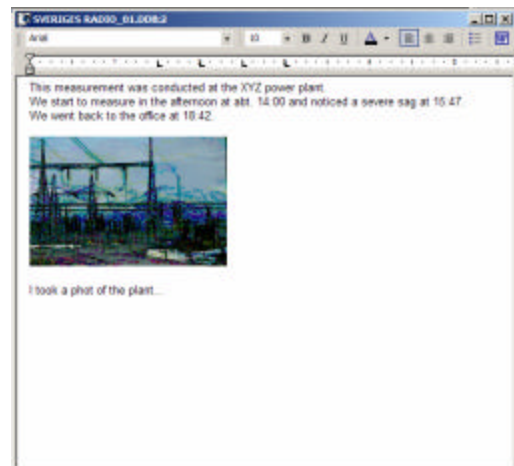 SVERIGES RADIO_01.DDB:3
Arial 10 B I U A
This measurement was conducted at the XYZ power plant.
We start to measure in the afternoon at abt. 14:00 and noticed a severe sag at 16:47.
We went back to the office at 18:42.
I took a phot of the plant...